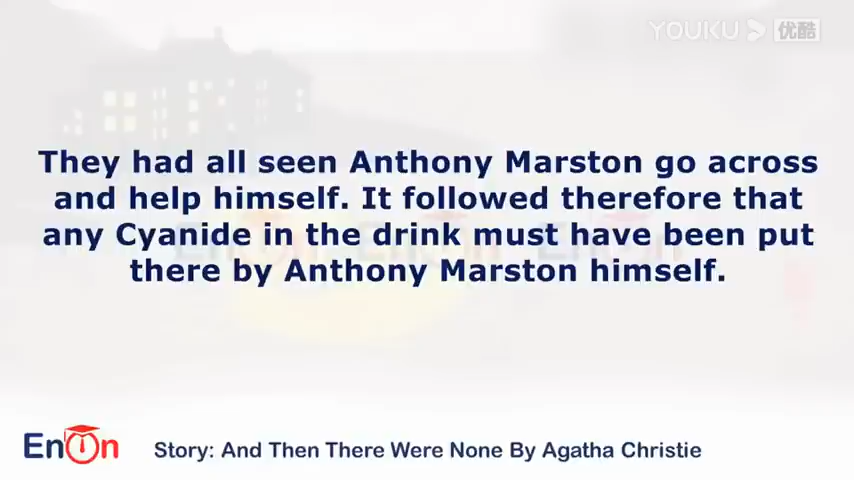 YOUKU 优酷
They had all seen Anthony Marston go across
and help himself. It followed therefore that
any Cyanide in the drink must have been put
there by Anthony Marston himself.
EnOn
Story: And Then There Were None By Agatha Christie